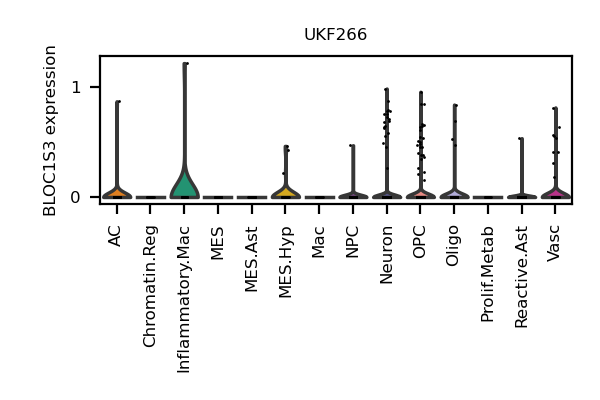 UKF266
BLOC1S3 expression
1
0
AC
Chromatin.Reg
Inflammatory.Mac
MES
MES.Ast
MES.Hyp
Mac
NPC
Neuron
OPC
Oligo
Prolif.Metab
Reactive.Ast
Vasc